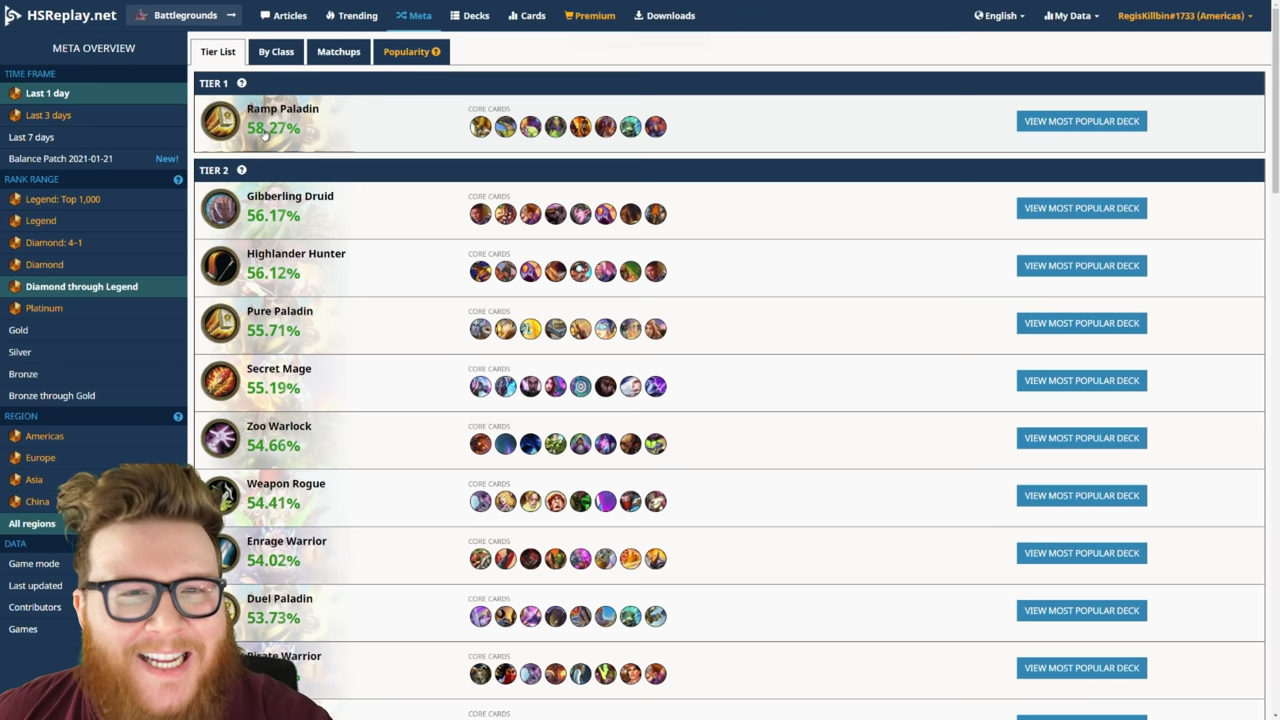 HSReplay.net
Battlegrounds
Articles
Trending
Meta
Decks
Cards
Premium
Downloads
English
My Data
RegisKillbin#1733 (Americas)
META OVERVIEW
TIME FRAME
Last 1 day
Last 3 days
Last 7 days
Balance Patch 2021-01-21 New!
RANK RANGE
Legend: Top 1,000
Legend
Diamond: 4–1
Diamond
Diamond through Legend
Platinum
Gold
Silver
Bronze
Bronze through Gold
REGION
Americas
Europe
Asia
China
All regions
DATA
Game mode
Last updated
Contributors
Games
Tier List
By Class
Matchups
Popularity
TIER 1
Ramp Paladin
58.27%
CORE CARDS
VIEW MOST POPULAR DECK
TIER 2
Gibberling Druid
56.17%
CORE CARDS
VIEW MOST POPULAR DECK
Highlander Hunter
56.12%
CORE CARDS
VIEW MOST POPULAR DECK
Pure Paladin
55.71%
CORE CARDS
VIEW MOST POPULAR DECK
Secret Mage
55.19%
CORE CARDS
VIEW MOST POPULAR DECK
Zoo Warlock
54.66%
CORE CARDS
VIEW MOST POPULAR DECK
Weapon Rogue
54.41%
CORE CARDS
VIEW MOST POPULAR DECK
Enrage Warrior
54.02%
CORE CARDS
VIEW MOST POPULAR DECK
Duel Paladin
53.73%
CORE CARDS
VIEW MOST POPULAR DECK
Warrior
CORE CARDS
VIEW MOST POPULAR DECK
CORE CARDS